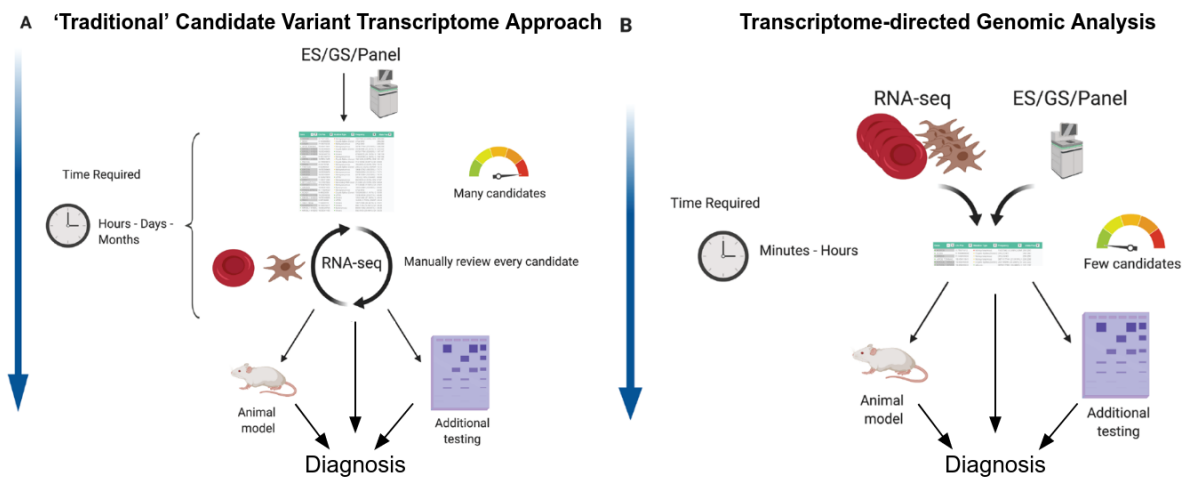 A 'Traditional' Candidate Variant Transcriptome Approach
ES/GS/Panel
Time Required
Hours - Days -
Months
Many candidates
RNA-seq
Manually review every candidate
Animal
model
Additional
testing
Diagnosis
B Transcriptome-directed Genomic Analysis
RNA-seq
ES/GS/Panel
Time Required
Minutes - Hours
Few candidates
Animal
model
Additional
testing
Diagnosis